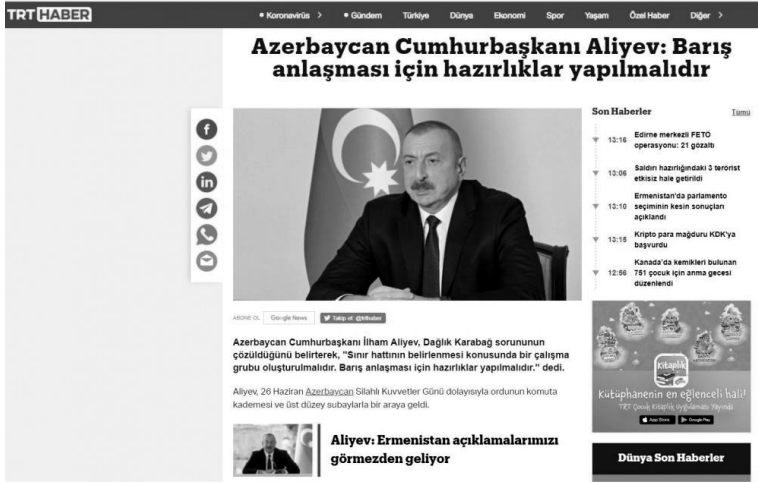 TRT HABER
Koronavirüs
Gündem
Türkiye
Dünya
Ekonomi
Spor
Yaşam
Özel Haber
Diğer
Azerbaycan Cumhurbaşkanı Aliyev: Barış
anlaşması için hazırlıklar yapılmalıdır
ABONE OL
Google News
Takip et @trthaber
Azerbaycan Cumhurbaşkanı İlham Aliyev, Dağlık Karabağ sorununun
çözüldüğünü belirterek, "Sınır hattının belirlenmesi konusunda bir çalışma
grubu oluşturulmalıdır. Barış anlaşması için hazırlıklar yapılmalıdır." dedi.
Aliyev, 26 Haziran Azerbaycan Silahlı Kuvvetler Günü dolayısıyla ordunun komuta
kademesi ve üst düzey subaylarla bir araya geldi.
Aliyev: Ermenistan açıklamalarımızı
görmezden geliyor
Son Haberler
Tümü
13:16 Edirne merkezli FETÖ
operasyonu: 21 gözaltı
13:06 Saldırı hazırlığındaki 3 terörist
etkisiz hale getirildi
Ermenistan'da parlamento
13:10 seçiminin kesin sonuçları
açıklandı
13:15 Kripto para mağduru KDK'ya
başvurdu
Kanada'da kemikleri bulunan
12:56 751 çocuk için anma gecesi
düzenlendi
kitaplık
Kütüphanenin en eğlenceli hali!
TRT Çocuk Kitaplık Uygulaması Yayında
App Store
Google Play
Dünya Son Haberler